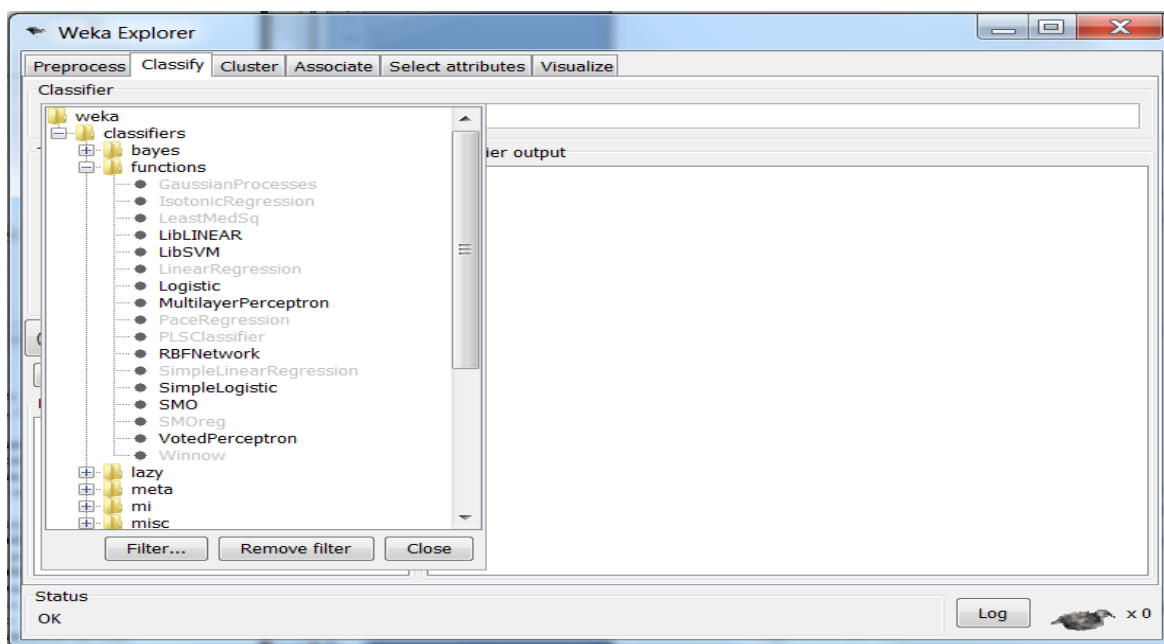 Weka Explorer
Preprocess Classify Cluster Associate Select attributes Visualize
Classifier
weka
classifiers
bayes
ier output
functions
GaussianProcesses
IsotonicRegression
LeastMedSq
LibLINEAR
LibSVM
LinearRegression
Logistic
MultilayerPerceptron
PaceRegression
PLSClassifier
RBFNetwork
SimpleLinearRegression
SimpleLogistic
SMO
SMOreg
VotedPerceptron
Winnow
lazy
meta
mi
misc
Filter... Remove filter Close
Status
OK
Log x 0